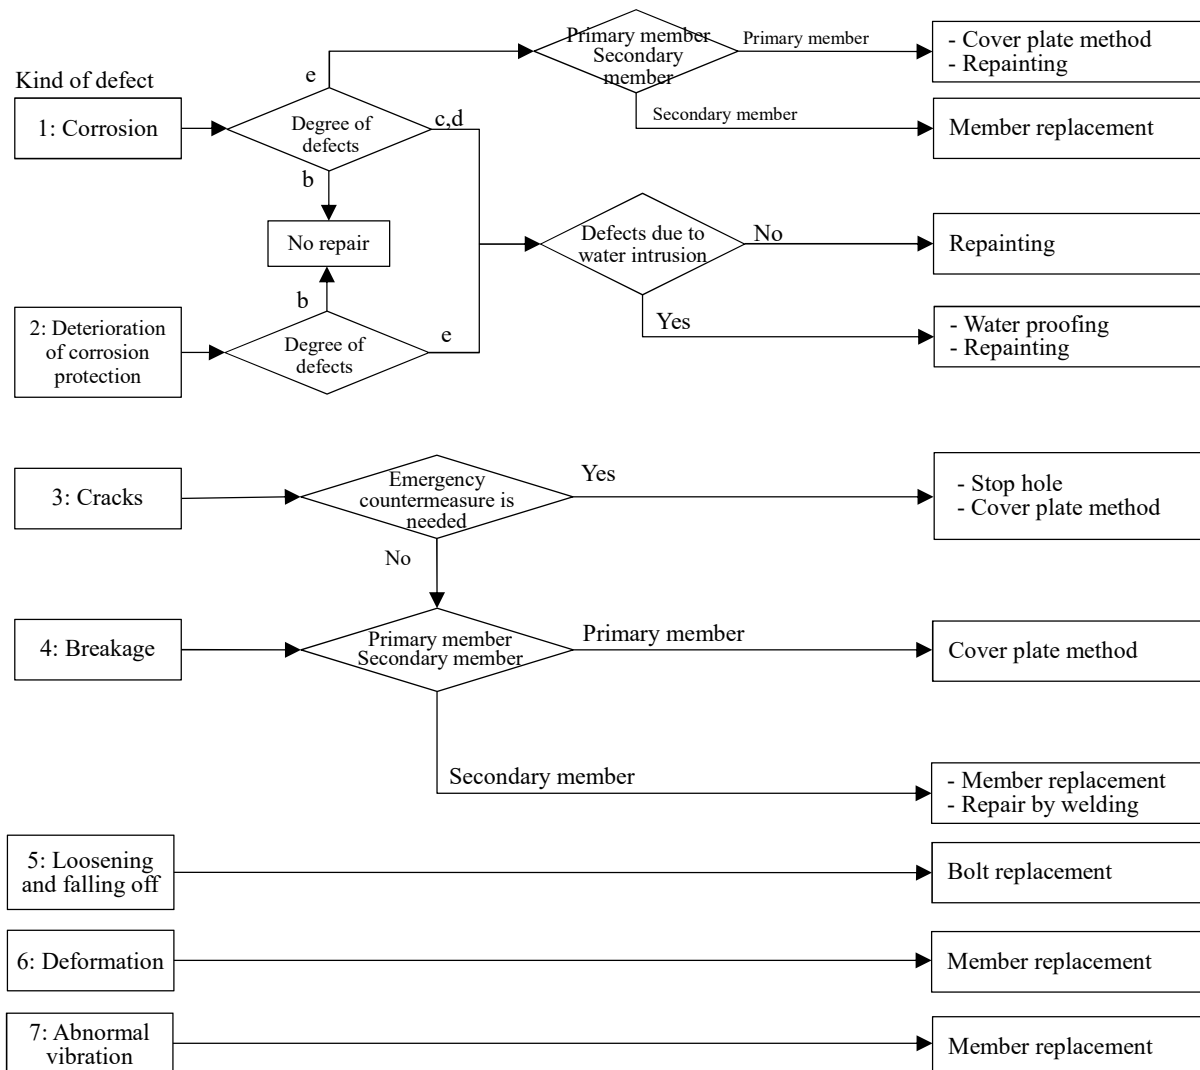 Primary member
Secondary
member
Primary member
- Cover plate method
- Repainting
e
Kind of defect
1: Corrosion
Degree of
defects
c,d
Secondary member
Member replacement
b
No repair
Defects due to
water intrusion
No
Repainting
b
2: Deterioration
of corrosion
protection
Degree of
defects
e
Yes
- Water proofing
- Repainting
3: Cracks
Emergency
countermeasure is
needed
Yes
- Stop hole
- Cover plate method
No
4: Breakage
Primary member
Secondary member
Primary member
Cover plate method
Secondary member
- Member replacement
- Repair by welding
5: Loosening
and falling off
Bolt replacement
6: Deformation
Member replacement
7: Abnormal
vibration
Member replacement